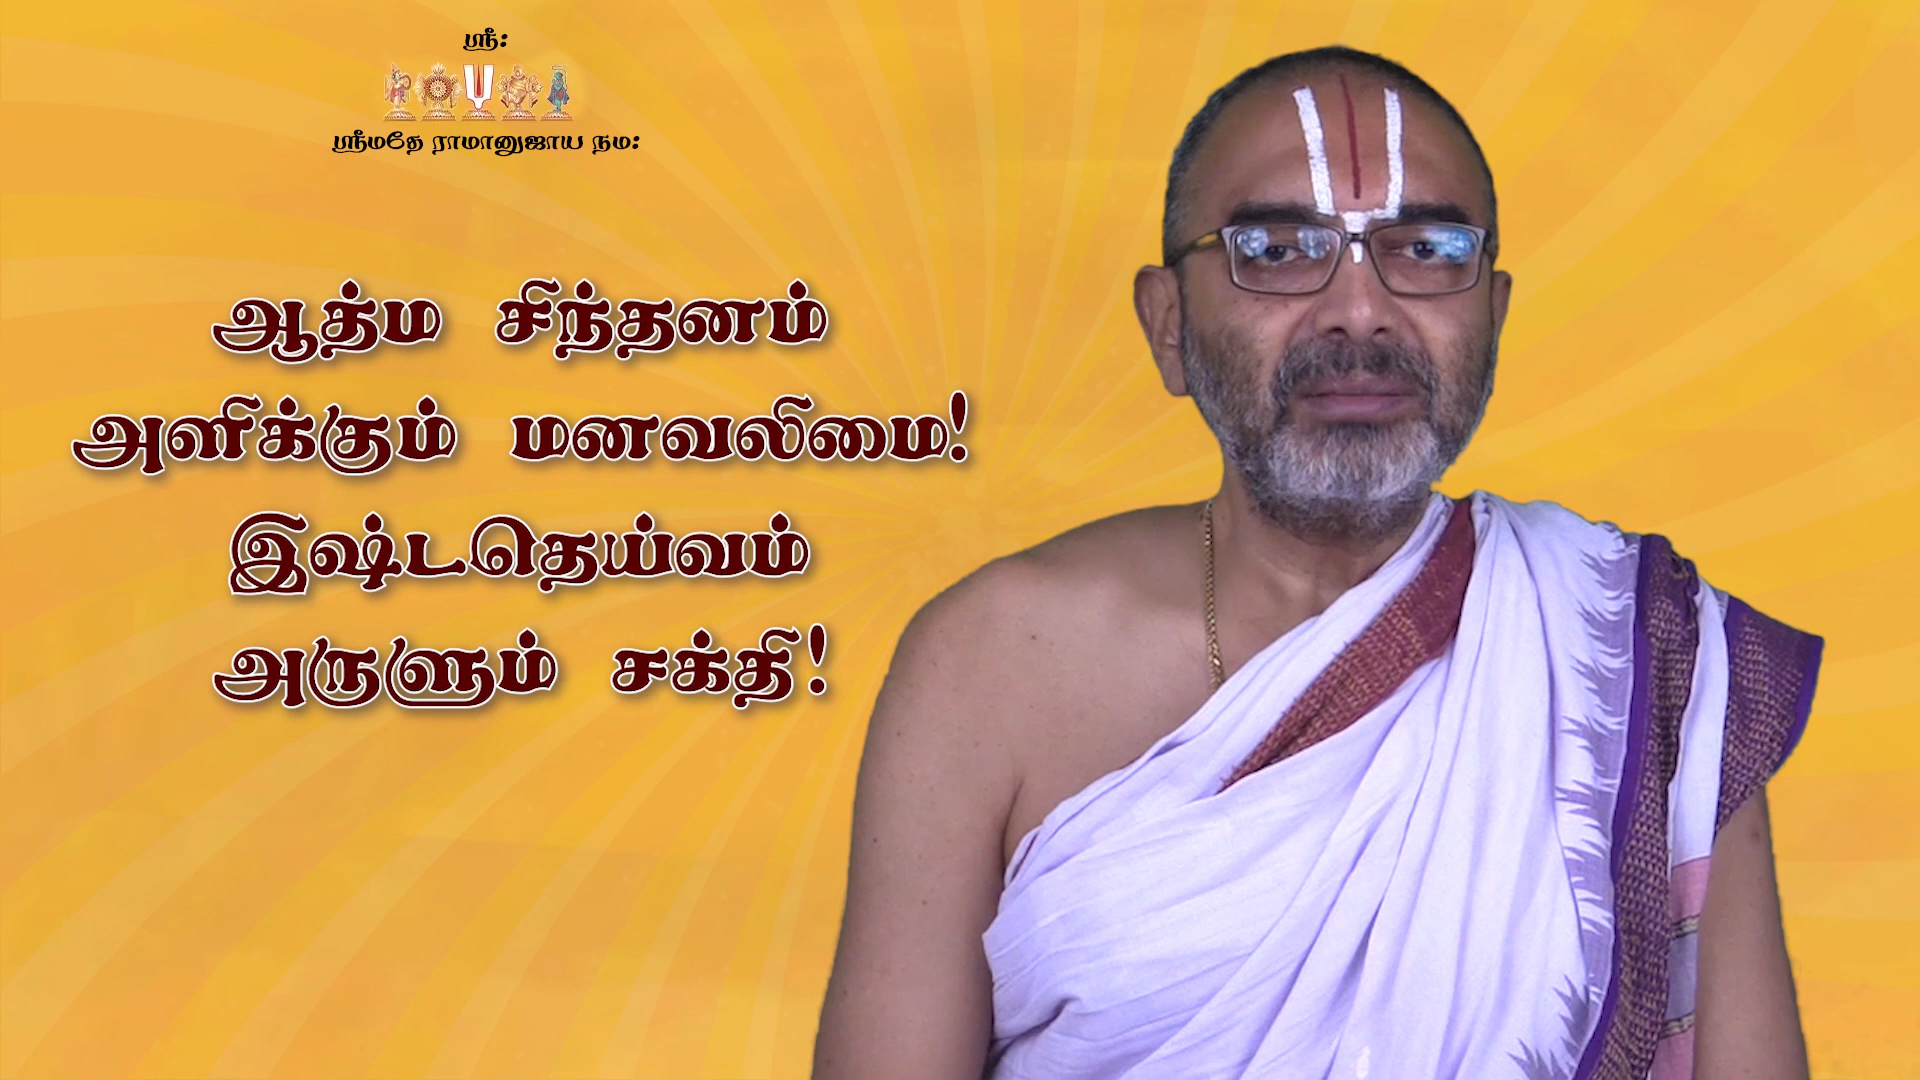 ஸ்ரீ:
ஸ்ரீமதே ராமானுஜாய நம:
ஆத்ம சிந்தனம்
அளிக்கும் மனவலிமை!
இஷ்டதெய்வம்
அருளும் சக்தி!